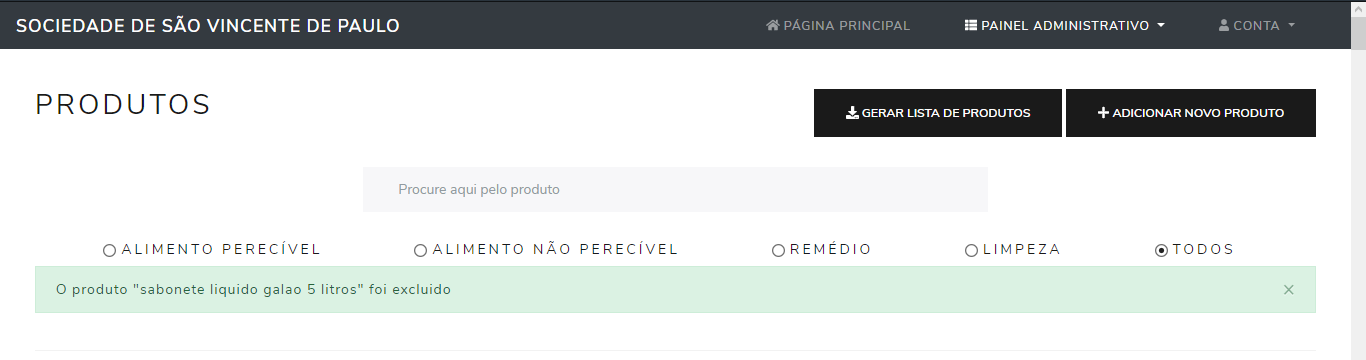 SOCIEDADE DE SÃO VINCENTE DE PAULO
PÁGINA PRINCIPAL
PAINEL ADMINISTRATIVO
CONTA
PRODUTOS
GERAR LISTA DE PRODUTOS
ADICIONAR NOVO PRODUTO
Procure aqui pelo produto
ALIMENTO PERECÍVEL
ALIMENTO NÃO PERECÍVEL
REMÉDIO
LIMPEZA
TODOS
O produto "sabonete liquido galao 5 litros" foi excluido